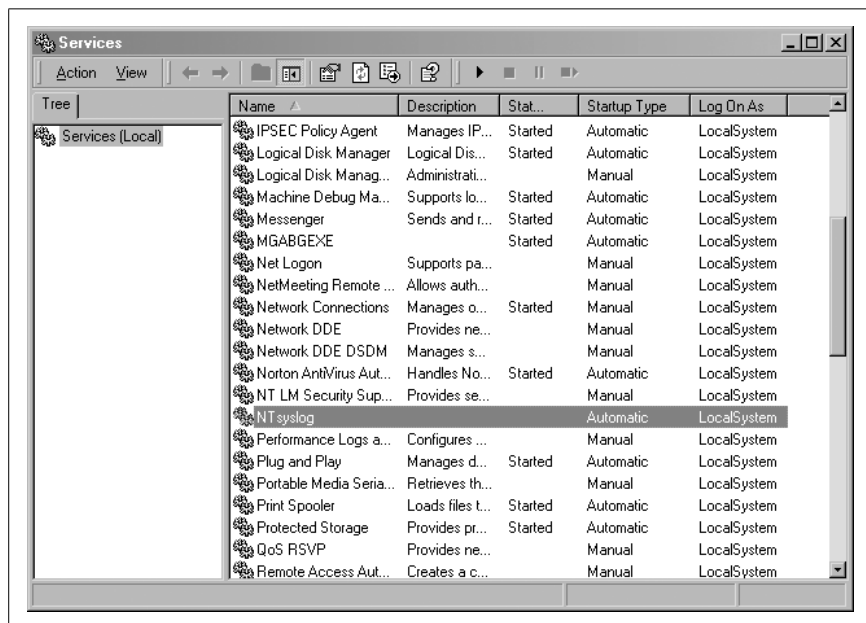 Services
Action View
Tree
Services (Local)
Name Description Stat... Startup Type Log On As
IPSEC Policy Agent Manages IP... Started Automatic LocalSystem
Logical Disk Manager Logical Dis... Started Automatic LocalSystem
Logical Disk Manag... Administrati... Manual LocalSystem
Machine Debug Ma... Supports lo... Started Automatic LocalSystem
Messenger Sends and r... Started Automatic LocalSystem
MGABGEXE Started Automatic LocalSystem
Net Logon Supports pa... Manual LocalSystem
NetMeeting Remote ... Allows auth... Manual LocalSystem
Network Connections Manages o... Started Manual LocalSystem
Network DDE Provides ne... Manual LocalSystem
Network DDE DSDM Manages s... Manual LocalSystem
Norton AntiVirus Aut... Handles No... Started Automatic LocalSystem
NT LM Security Sup... Provides se... Manual LocalSystem
NTsyslog Automatic LocalSystem
Performance Logs a... Configures ... Manual LocalSystem
Plug and Play Manages d... Started Automatic LocalSystem
Portable Media Seria... Retrieves th... Manual LocalSystem
Print Spooler Loads files t... Started Automatic LocalSystem
Protected Storage Provides pr... Started Automatic LocalSystem
QoS RSVP Provides ne... Manual LocalSystem
Remote Access Aut... Creates a c... Manual LocalSystem